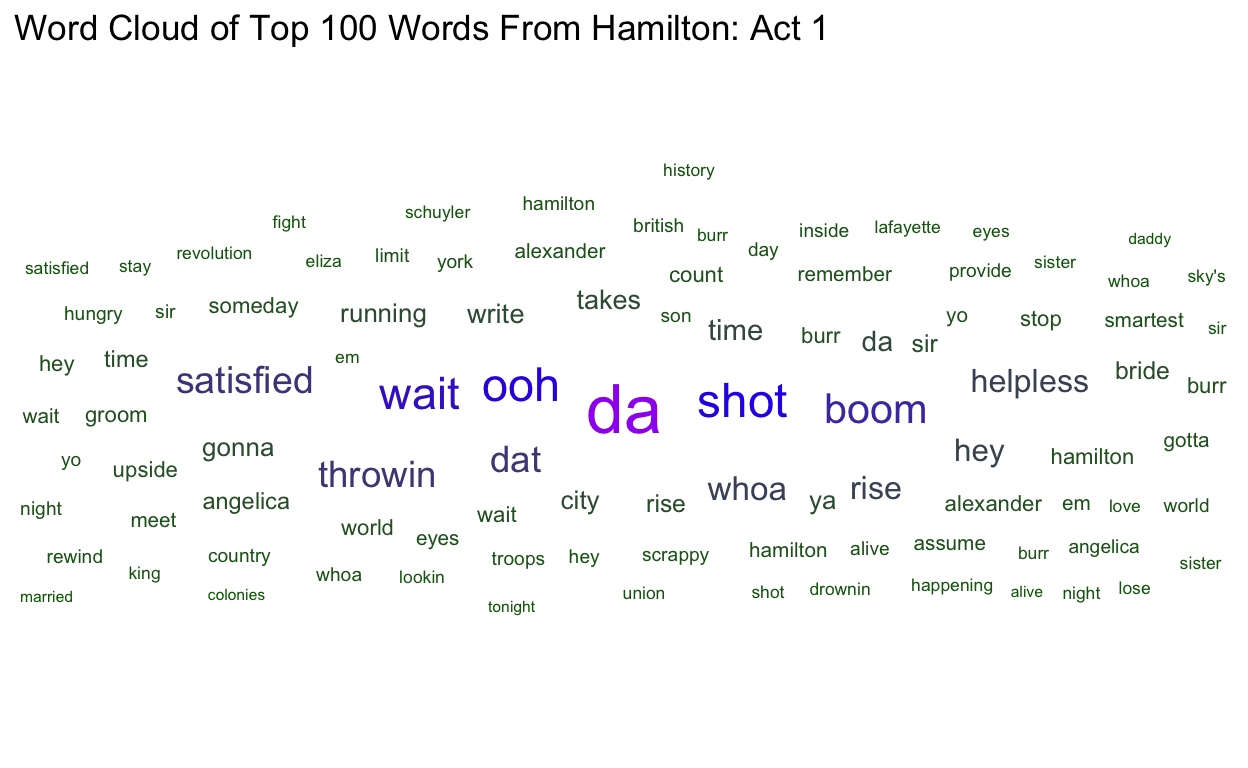 Word Cloud of Top 100 Words From Hamilton: Act 1
history
schuyler hamilton
fight british burr inside lafayette eyes daddy
satisfied stay revolution eliza limit york alexander day
count remember provide sister whoa sky's
hungry sir someday running write takes son yo stop smartest sir
hey time em time burr da sir
satisfied wait ooh da shot boom helpless bride burr
wait groom
yo upside gonna throwin dat whoa rise hey hamilton gotta
night meet angelica world eyes wait city rise ya alexander em love world
rewind country troops hey scrappy hamilton alive assume burr angelica sister
king whoa lookin
married colonies tonight union shot drownin happening alive night lose